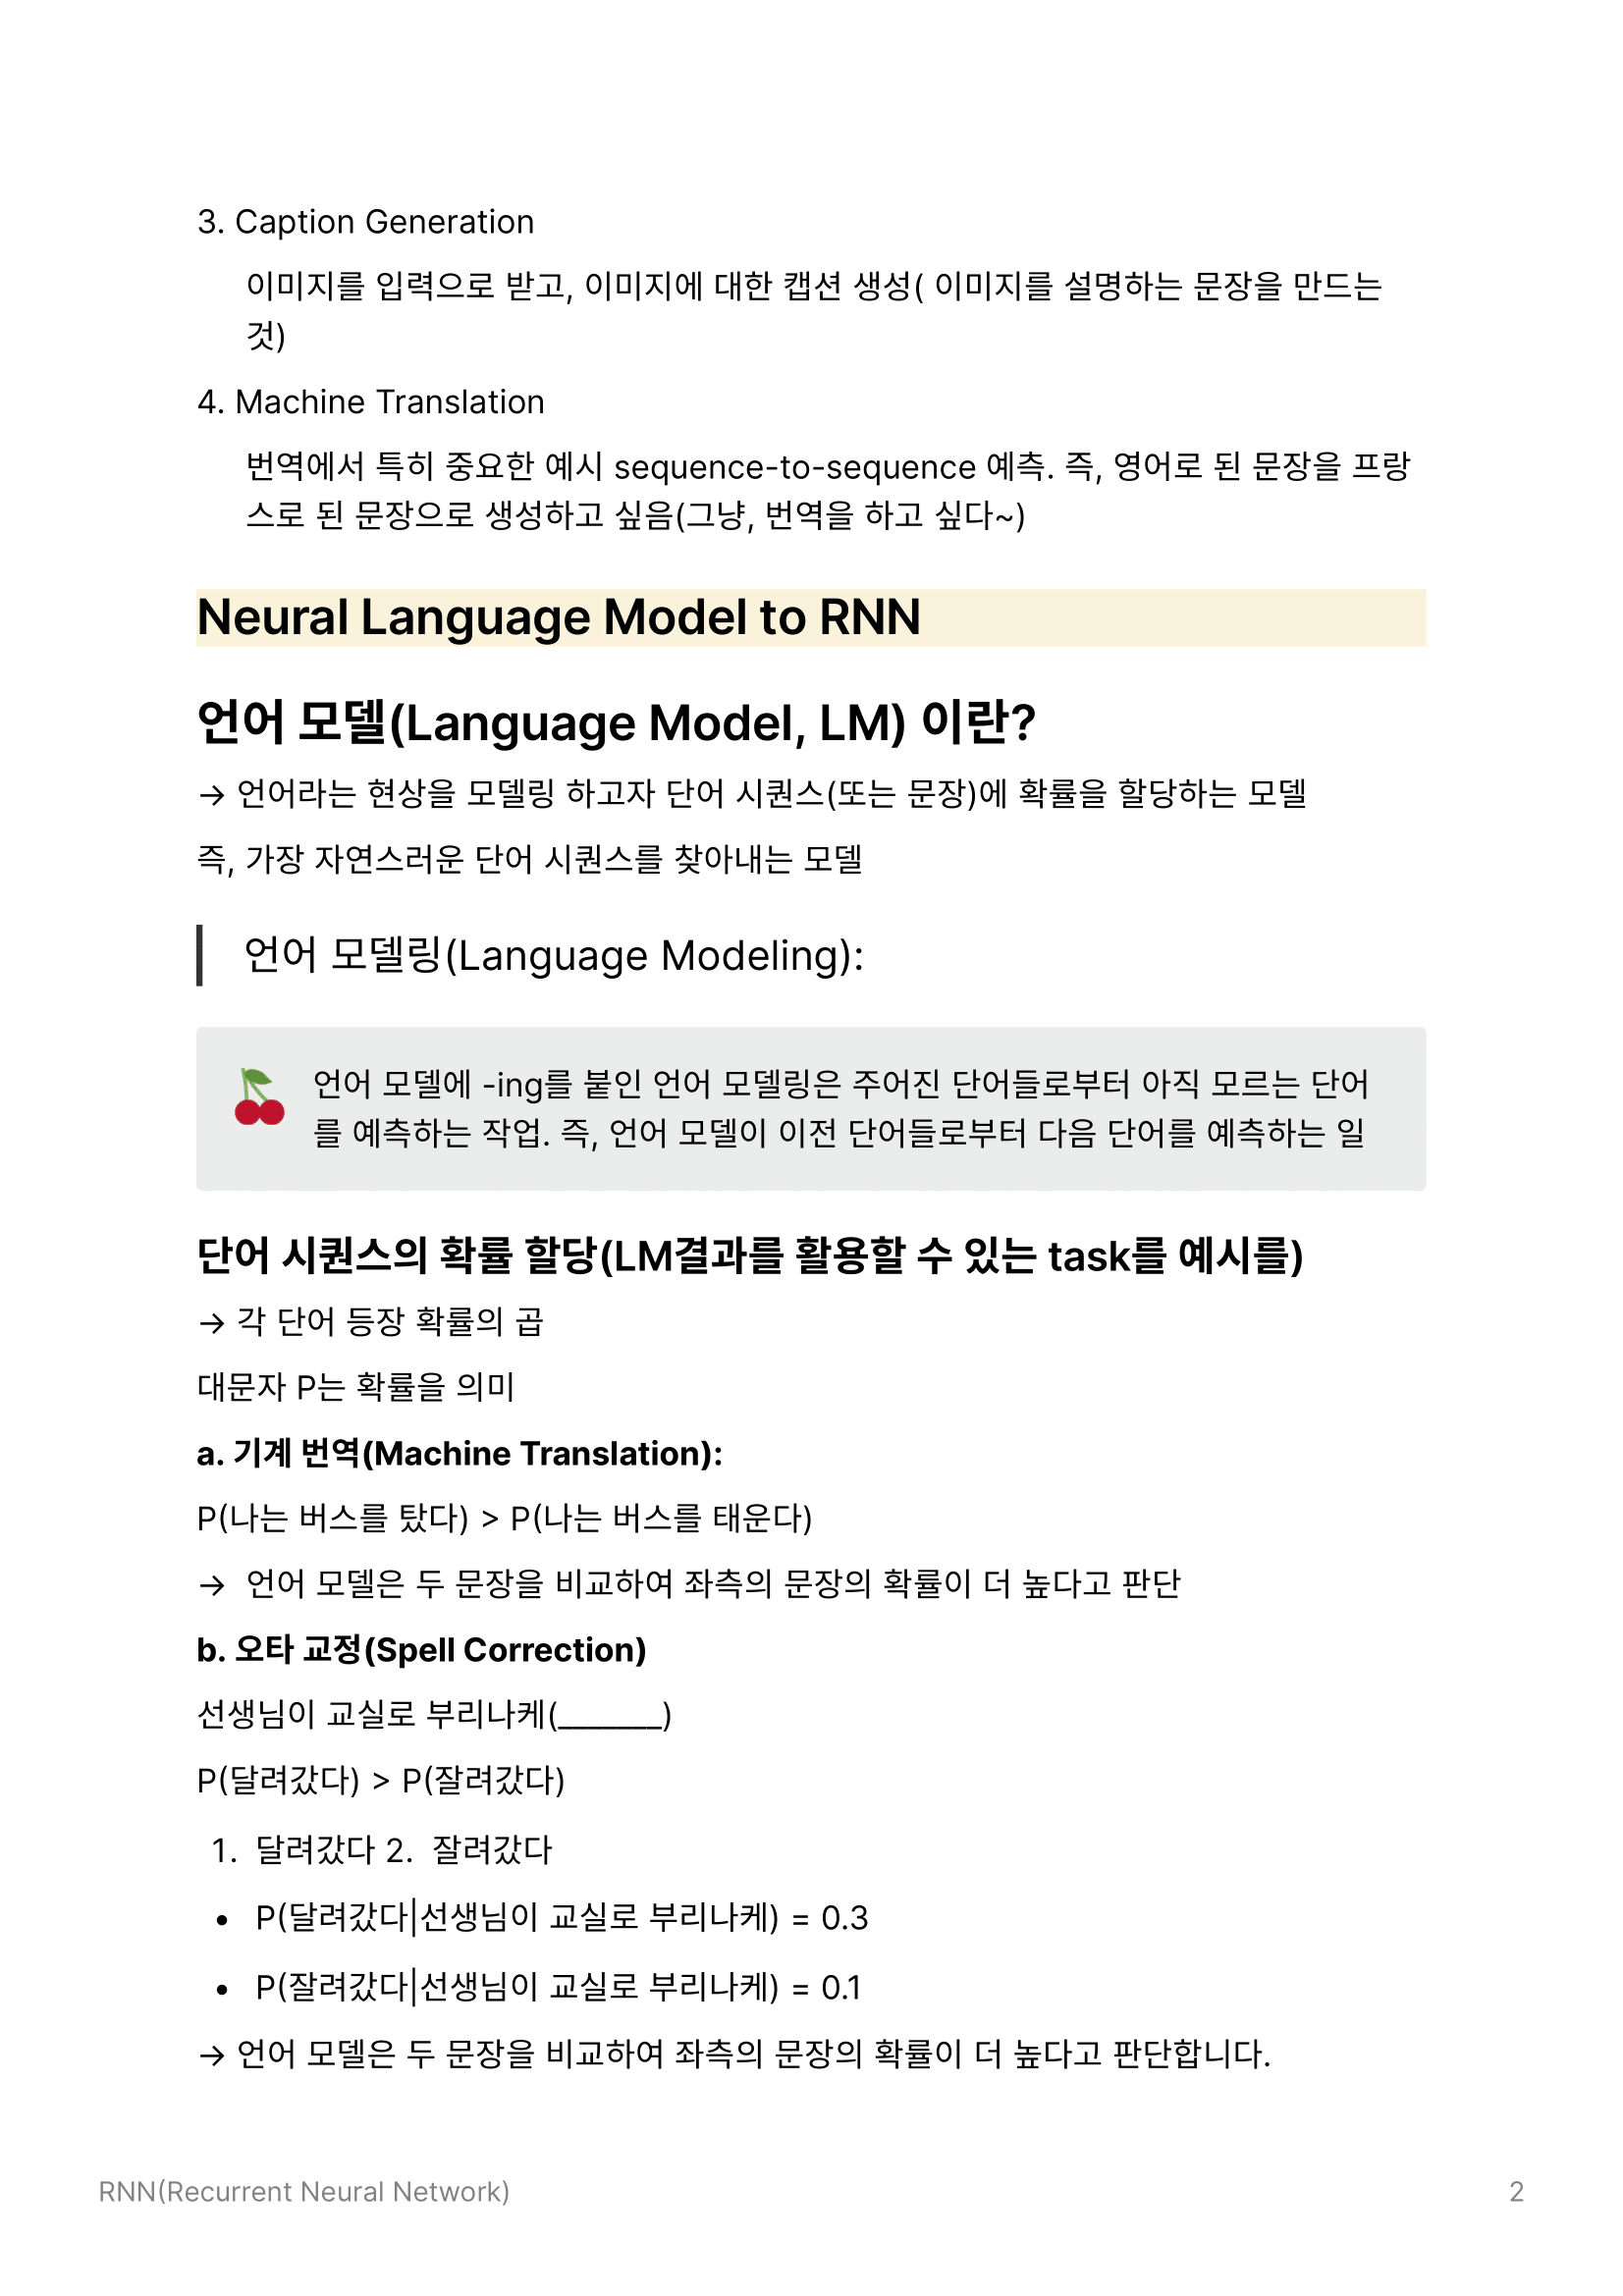 3. Caption Generation
이미지를 입력으로 받고, 이미지에 대한 캡션 생성( 이미지를 설명하는 문장을 만드는
것)
4. Machine Translation
번역에서 특히 중요한 예시 sequence-to-sequence 예측. 즉, 영어로 된 문장을 프랑
스로 된 문장으로 생성하고 싶음(그냥, 번역을 하고 싶다~)
Neural Language Model to RNN
언어 모델(Language Model, LM) 이란?
→ 언어라는 현상을 모델링 하고자 단어 시퀀스(또는 문장)에 확률을 할당하는 모델
즉, 가장 자연스러운 단어 시퀀스를 찾아내는 모델
언어 모델링(Language Modeling):
언어 모델에 -ing를 붙인 언어 모델링은 주어진 단어들로부터 아직 모르는 단어
를 예측하는 작업. 즉, 언어 모델이 이전 단어들로부터 다음 단어를 예측하는 일
단어 시퀀스의 확률 할당(LM결과를 활용할 수 있는 task를 예시를)
→ 각 단어 등장 확률의 곱
대문자 P는 확률을 의미
a. 기계 번역(Machine Translation):
P(나는 버스를 탔다) > P(나는 버스를 태운다)
→ 언어 모델은 두 문장을 비교하여 좌측의 문장의 확률이 더 높다고 판단
b. 오타 교정(Spell Correction)
선생님이 교실로 부리나케(_______)
P(달려갔다) > P(잘려갔다)
1. 달려갔다 2. 잘려갔다
• P(달려갔다|선생님이 교실로 부리나케) = 0.3
• P(잘려갔다|선생님이 교실로 부리나케) = 0.1
→ 언어 모델은 두 문장을 비교하여 좌측의 문장의 확률이 더 높다고 판단합니다.
RNN(Recurrent Neural Network)
2